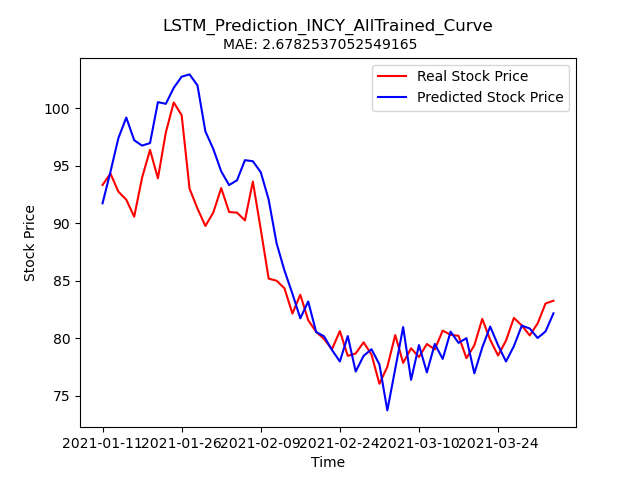 LSTM_Prediction_INCY_AllTrained_Curve
MAE: 2.6782537052549165
Real Stock Price
Predicted Stock Price
Stock Price
100
95
90
85
80
75
2021-01-11 2021-01-26 2021-02-09 2021-02-24 2021-03-10 2021-03-24
Time